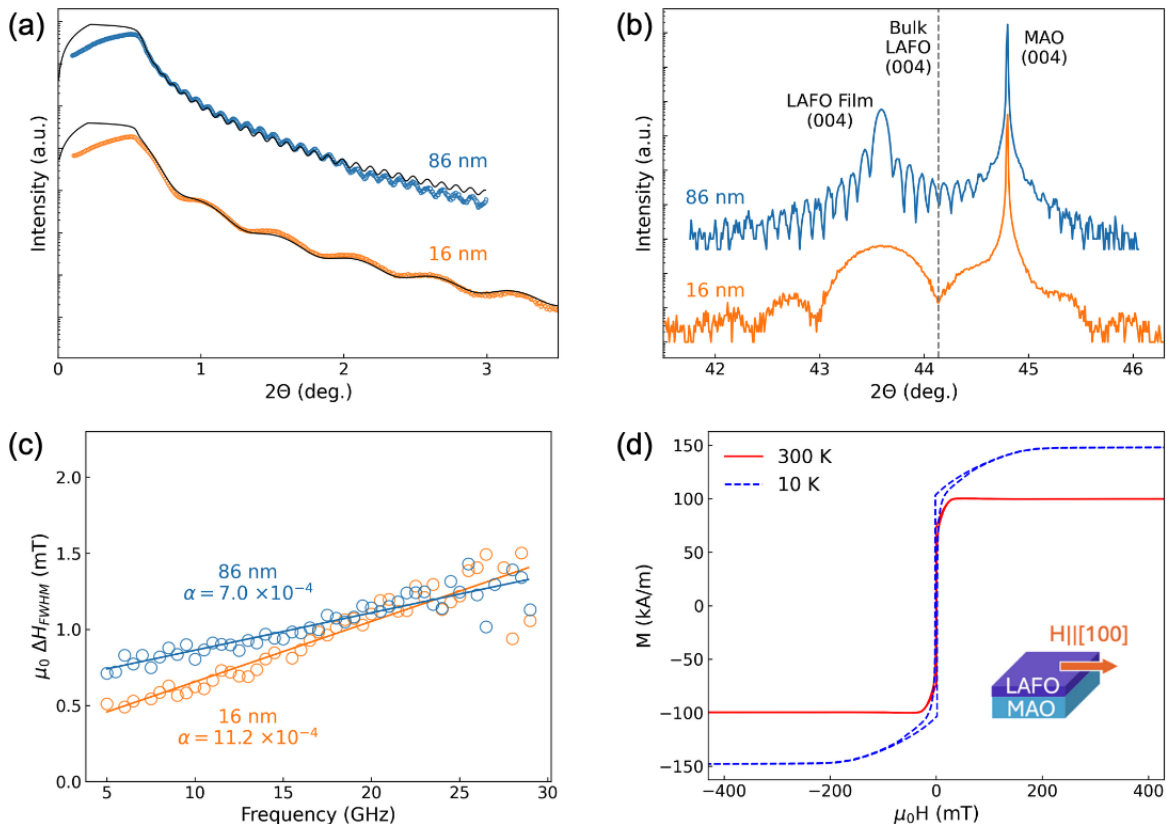 (a)
Intensity (a.u.)
86 nm
16 nm
0 1 2 3
2Θ (deg.)
(b)
Intensity (a.u.)
Bulk
LAFO
(004)
MAO
(004)
LAFO Film
(004)
86 nm
16 nm
42 43 44 45 46
2Θ (deg.)
(c)
μ₀ ΔH_FWHM (mT)
2.0
1.5
1.0
0.5
0.0
86 nm
α = 7.0 ×10⁻⁴
16 nm
α = 11.2 ×10⁻⁴
5 10 15 20 25 30
Frequency (GHz)
(d)
M (kA/m)
150
100
50
0
−50
−100
−150
300 K
10 K
H||[100]
LAFO
MAO
−400 −200 0 200 400
μ₀H (mT)